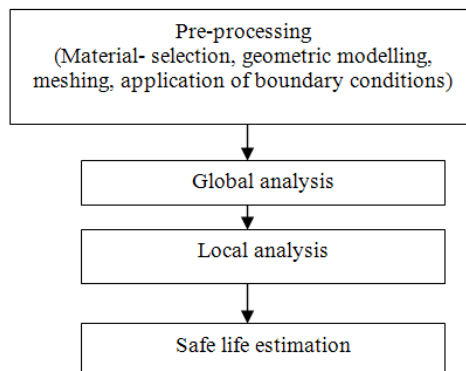 Pre-processing
(Material- selection, geometric modelling,
meshing, application of boundary conditions)
Global analysis
Local analysis
Safe life estimation